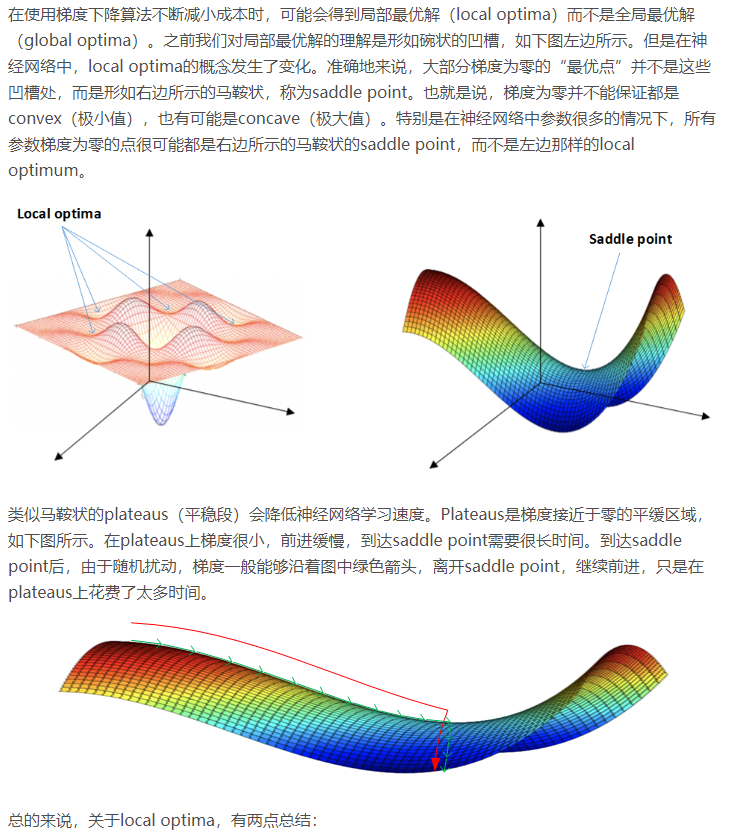 在使用梯度下降算法不断减小成本时，可能会得到局部最优解（local optima）而不是全局最优解
（global optima）。之前我们对局部最优解的理解是形如碗状的凹槽，如下图左边所示。但是在神
经网络中，local optima的概念发生了变化。准确地来说，大部分梯度为零的“最优点”并不是这些
凹槽处，而是形如右边所示的马鞍状，称为saddle point。也就是说，梯度为零并不能保证都是
convex（极小值），也有可能是concave（极大值）。特别是在神经网络中参数很多的情况下，所有
参数梯度为零的点很可能都是右边所示的马鞍状的saddle point，而不是左边那样的local
optimum。
Local optima
Saddle point
类似马鞍状的plateaus（平稳段）会降低神经网络学习速度。Plateaus是梯度接近于零的平缓区域，
如下图所示。在plateaus上梯度很小，前进缓慢，到达saddle point需要很长时间。到达saddle
point后，由于随机扰动，梯度一般能够沿着图中绿色箭头，离开saddle point，继续前进，只是在
plateaus上花费了太多时间。
总的来说，关于local optima，有两点总结：